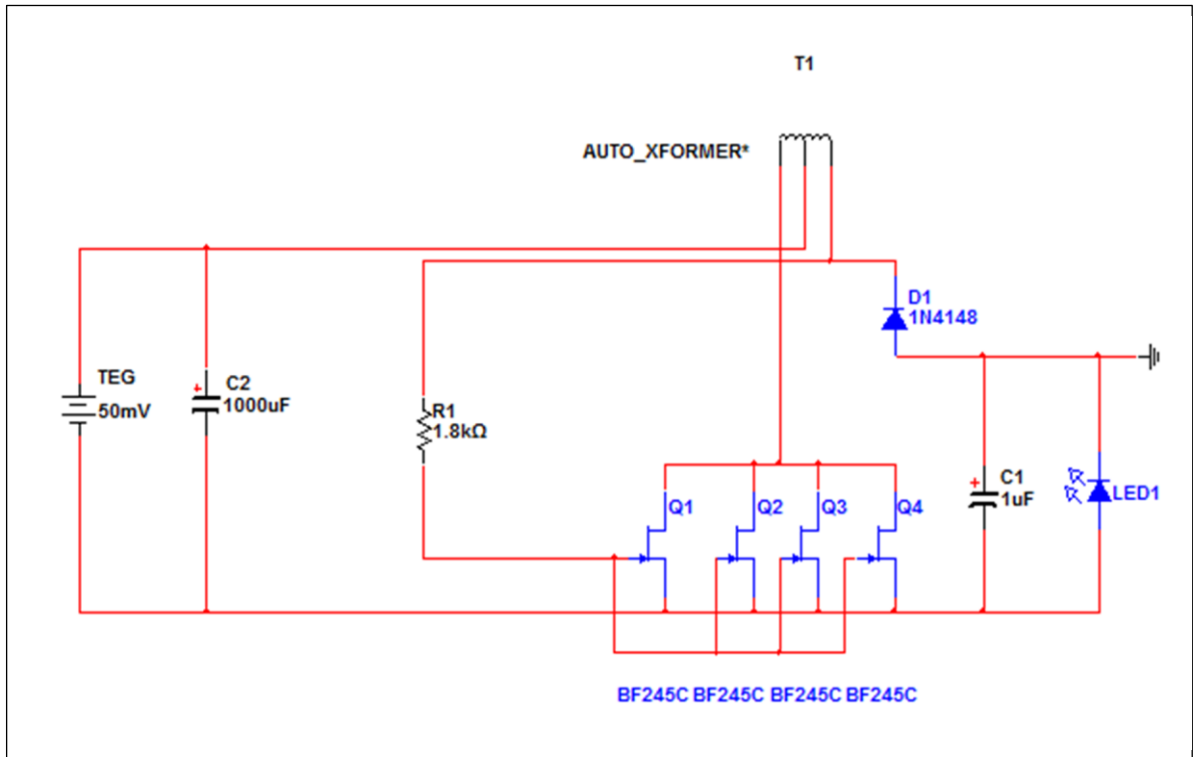 T1
AUTO_XFORMER*
D1
1N4148
TEG
50mV
+
C2
1000uF
R1
1.8kΩ
Q1
Q2
Q3
Q4
+
C1
1uF
LED1
BF245C BF245C BF245C BF245C